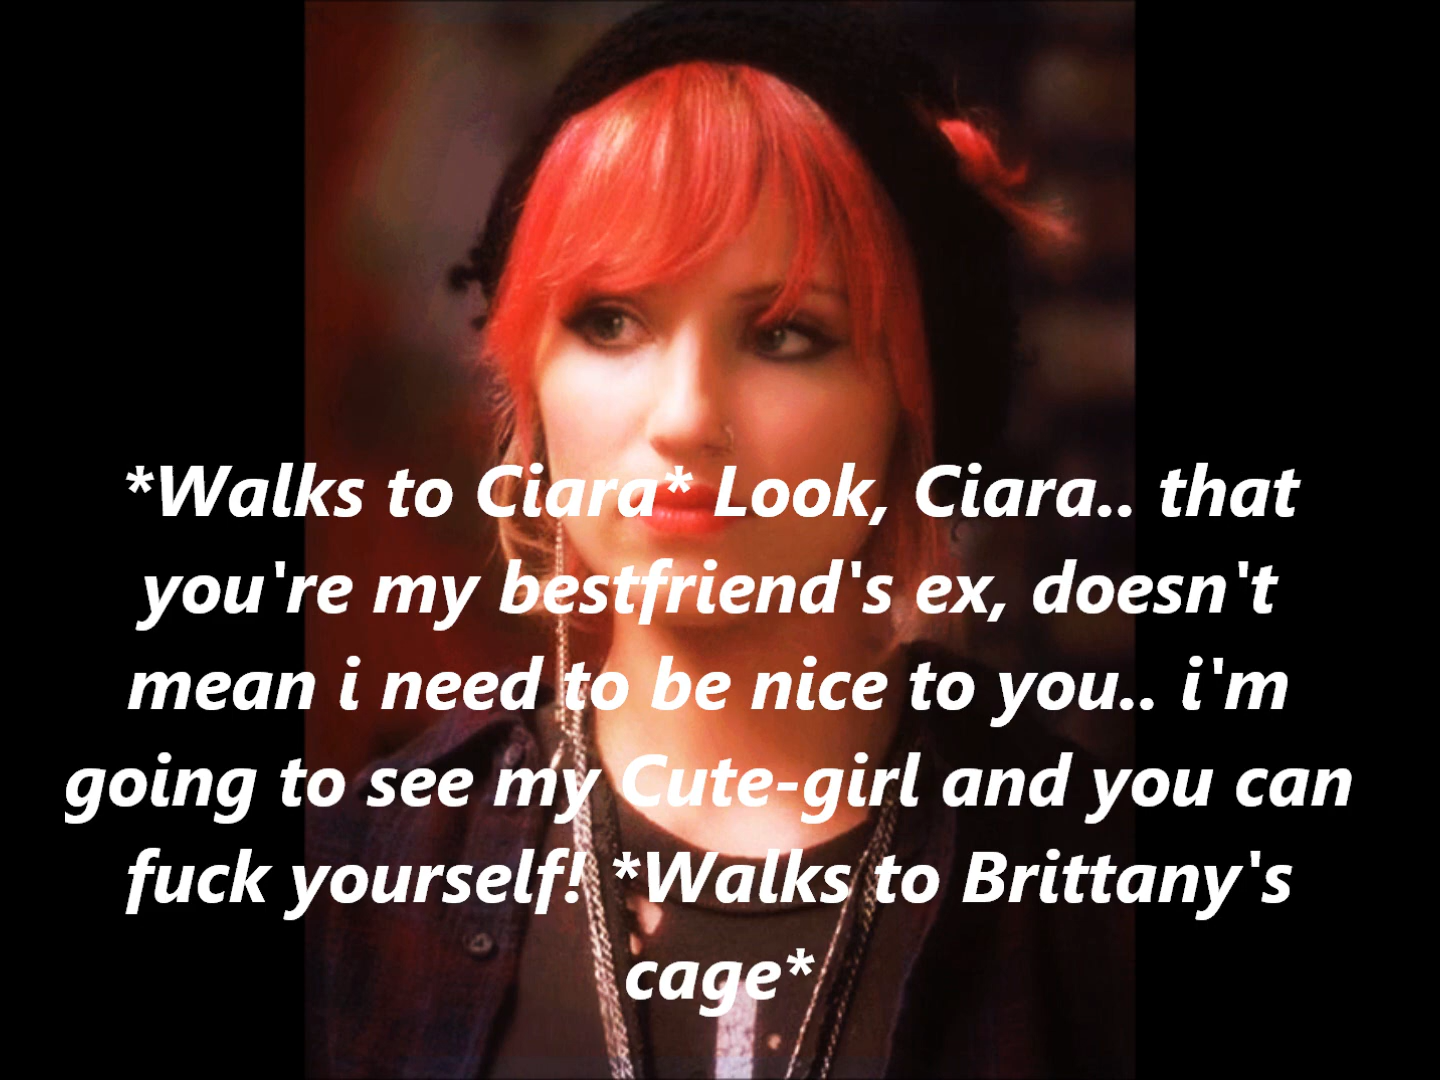 *Walks to Ciara* Look, Ciara.. that
you're my bestfriend's ex, doesn't
mean i need to be nice to you.. i'm
going to see my Cute-girl and you can
fuck yourself! *Walks to Brittany's
cage*